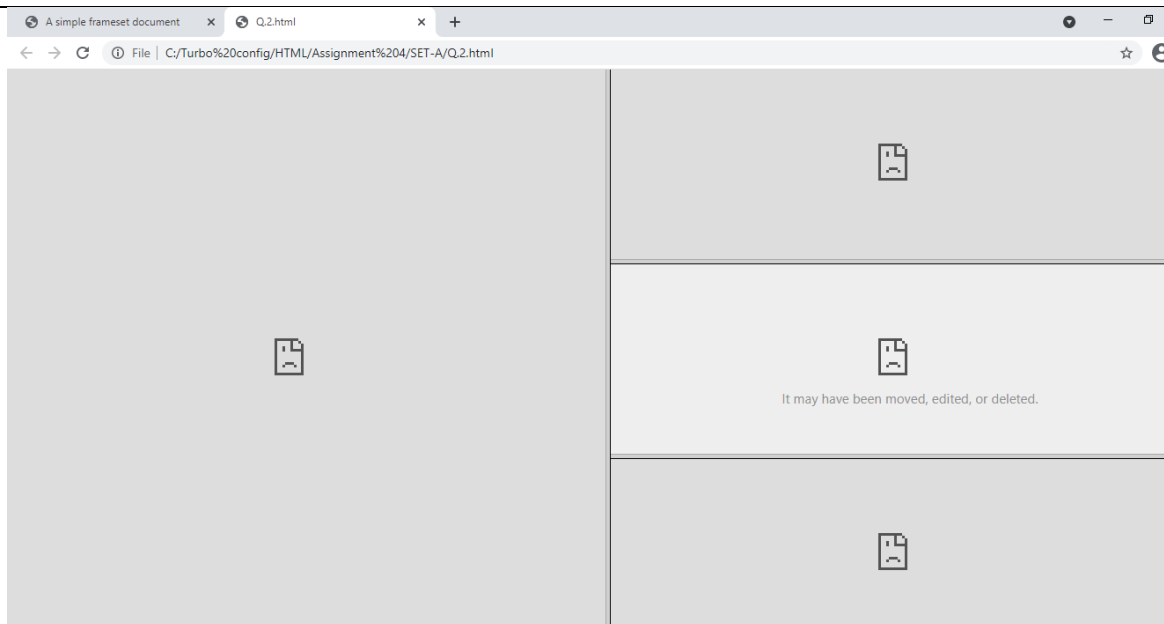 A simple frameset document
Q.2.html
File | C:/Turbo%20config/HTML/Assignment%204/SET-A/Q.2.html
It may have been moved, edited, or deleted.